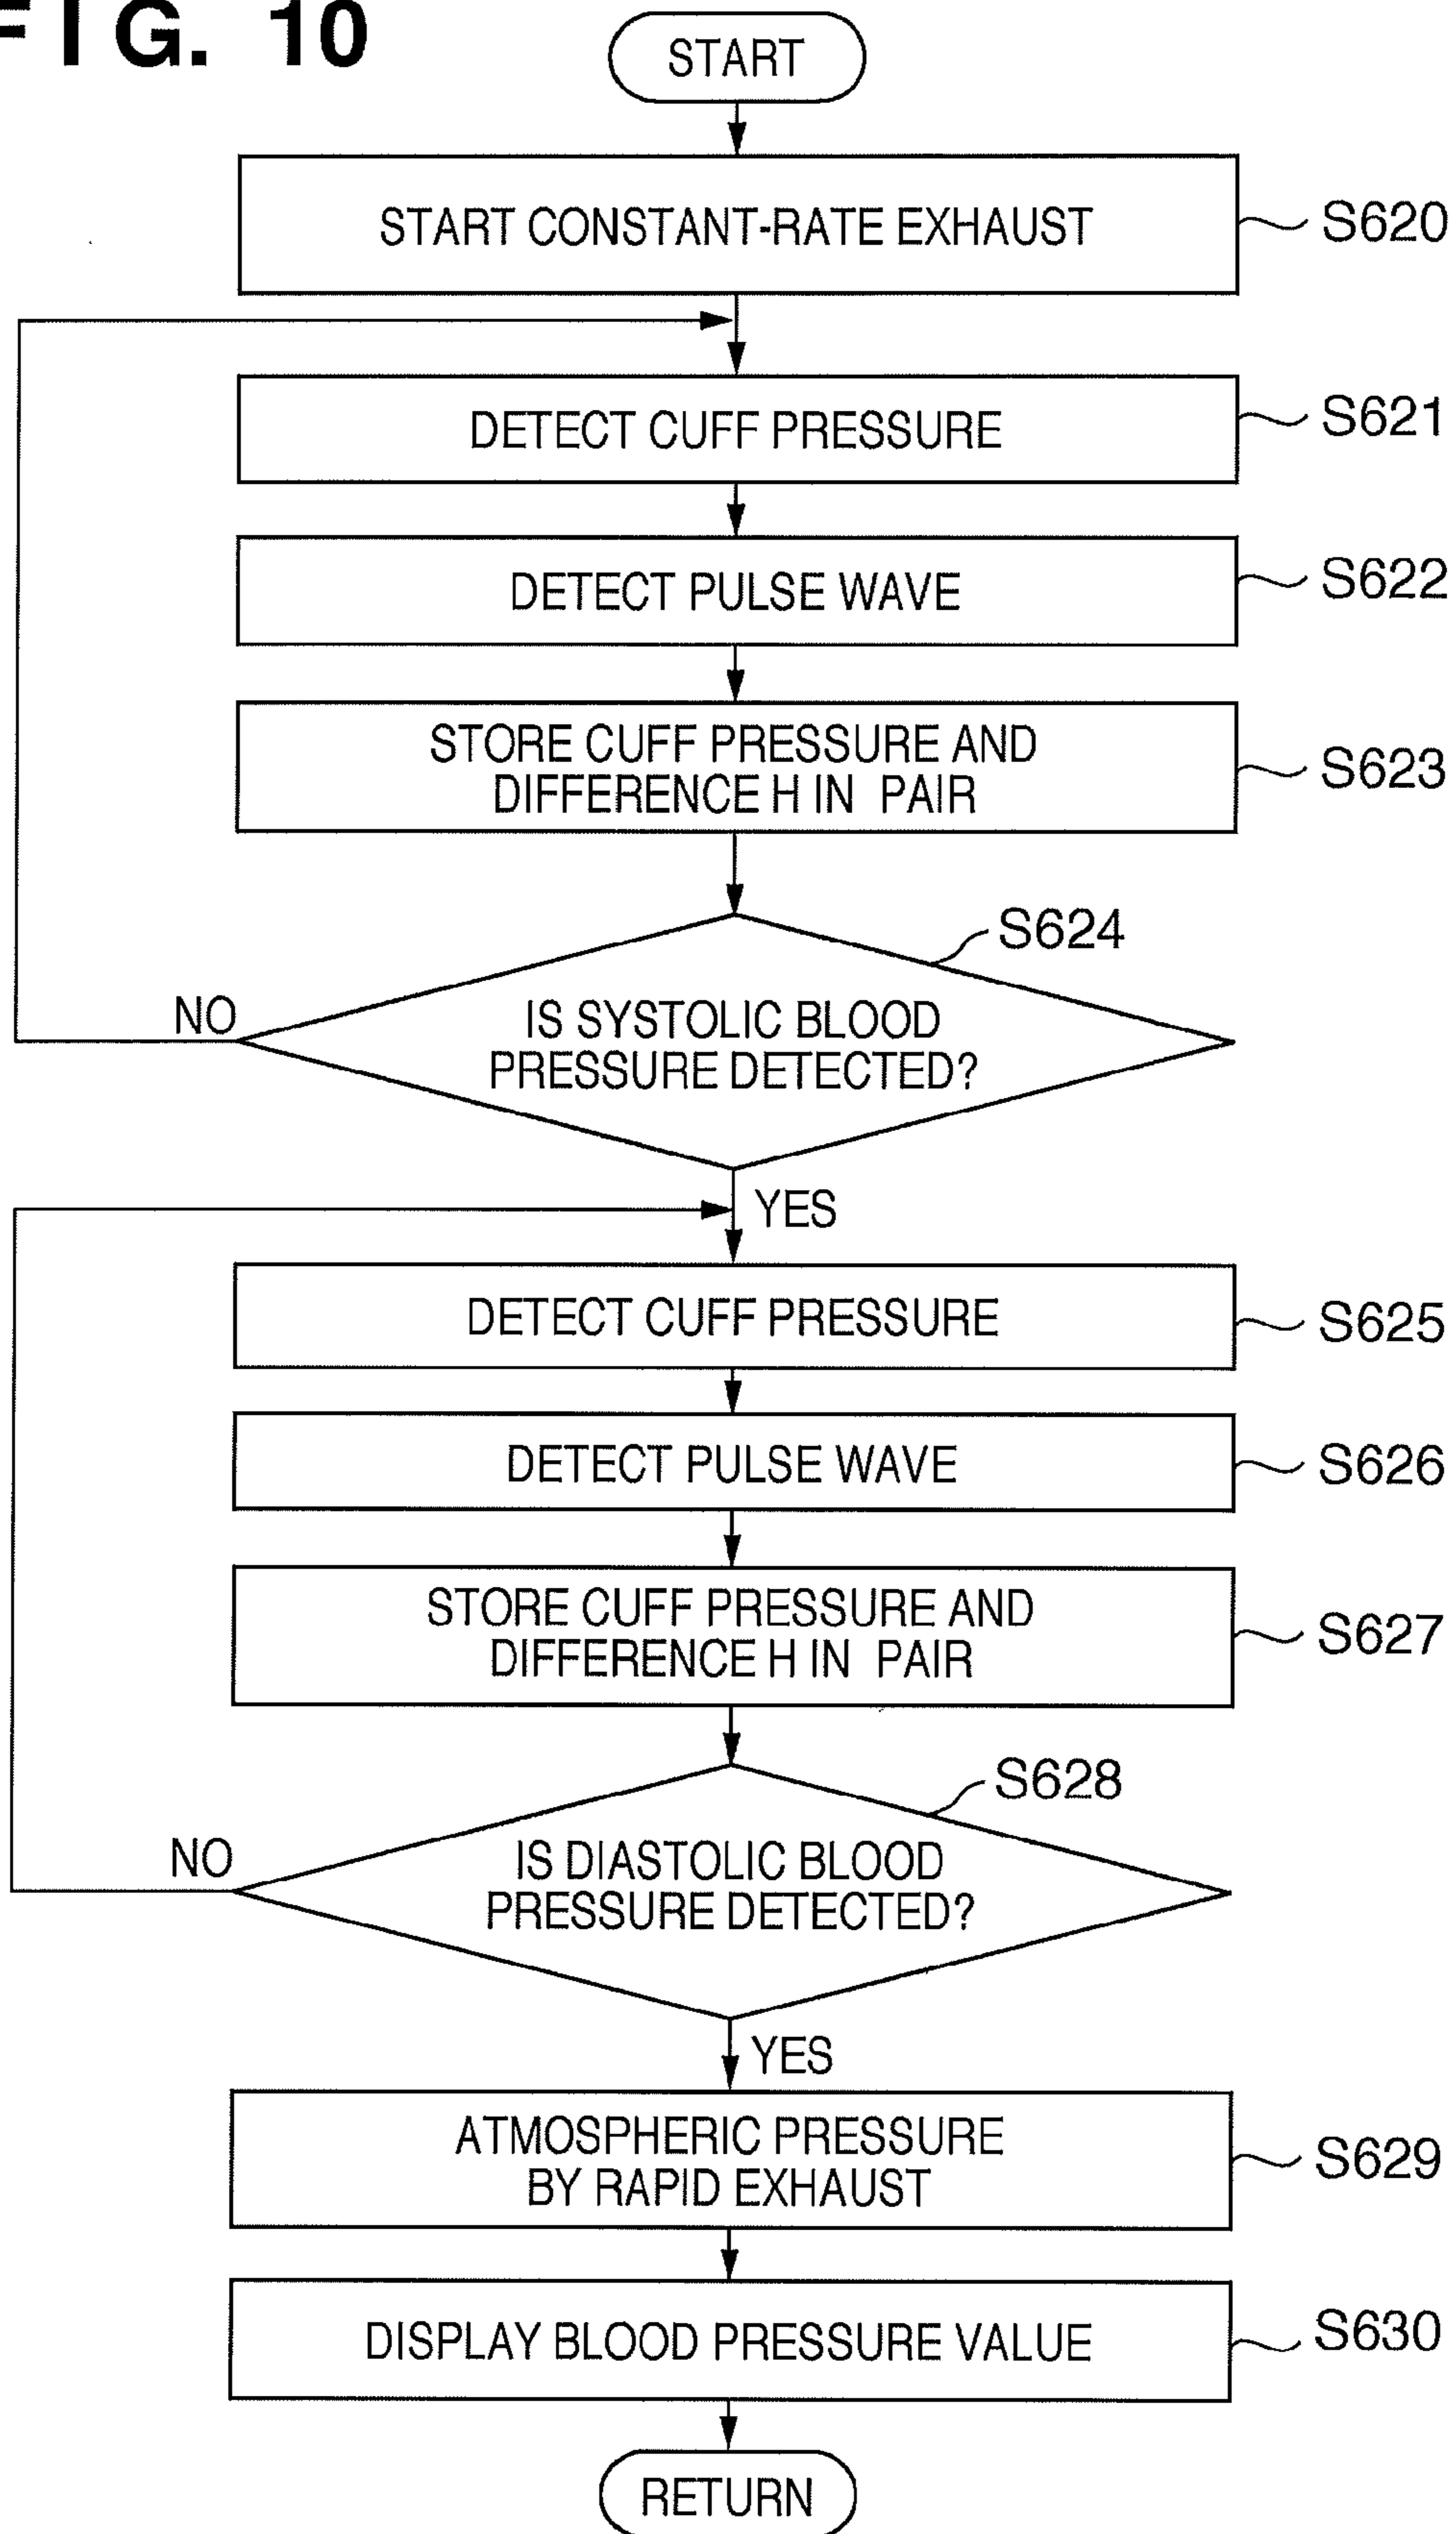 FIG. 10
START
START CONSTANT-RATE EXHAUST
S620
DETECT CUFF PRESSURE
S621
DETECT PULSE WAVE
S622
STORE CUFF PRESSURE AND
DIFFERENCE H IN PAIR
S623
S624
NO
IS SYSTOLIC BLOOD
PRESSURE DETECTED?
YES
DETECT CUFF PRESSURE
S625
DETECT PULSE WAVE
S626
STORE CUFF PRESSURE AND
DIFFERENCE H IN PAIR
S627
S628
NO
IS DIASTOLIC BLOOD
PRESSURE DETECTED?
YES
ATMOSPHERIC PRESSURE
BY RAPID EXHAUST
S629
DISPLAY BLOOD PRESSURE VALUE
S630
RETURN